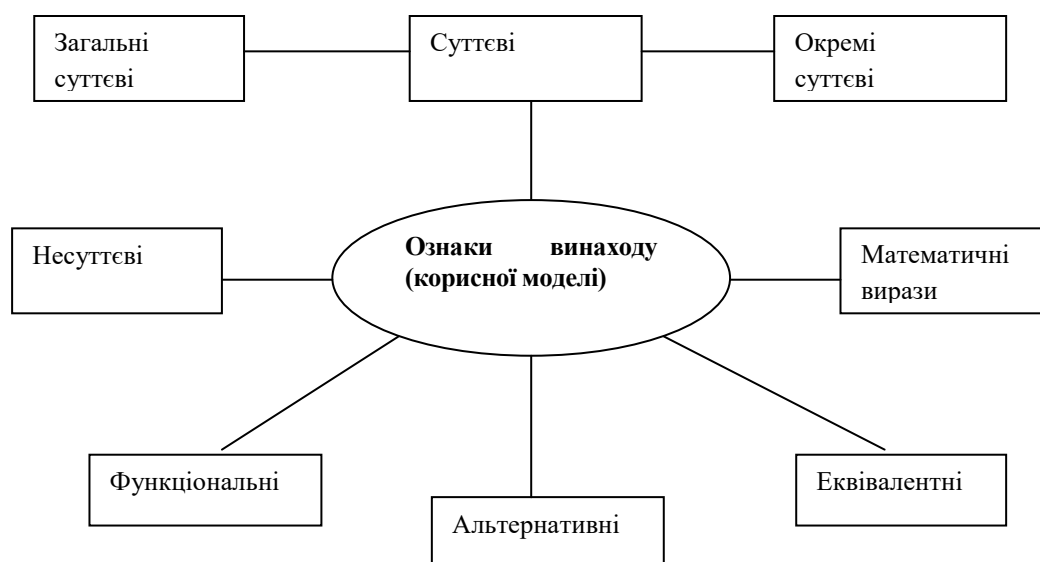 Загальні
суттєві
Суттєві
Окремі
суттєві
Несуттєві
Ознаки винаходу
(корисної моделі)
Математичні
вирази
Функціональні
Альтернативні
Еквівалентні